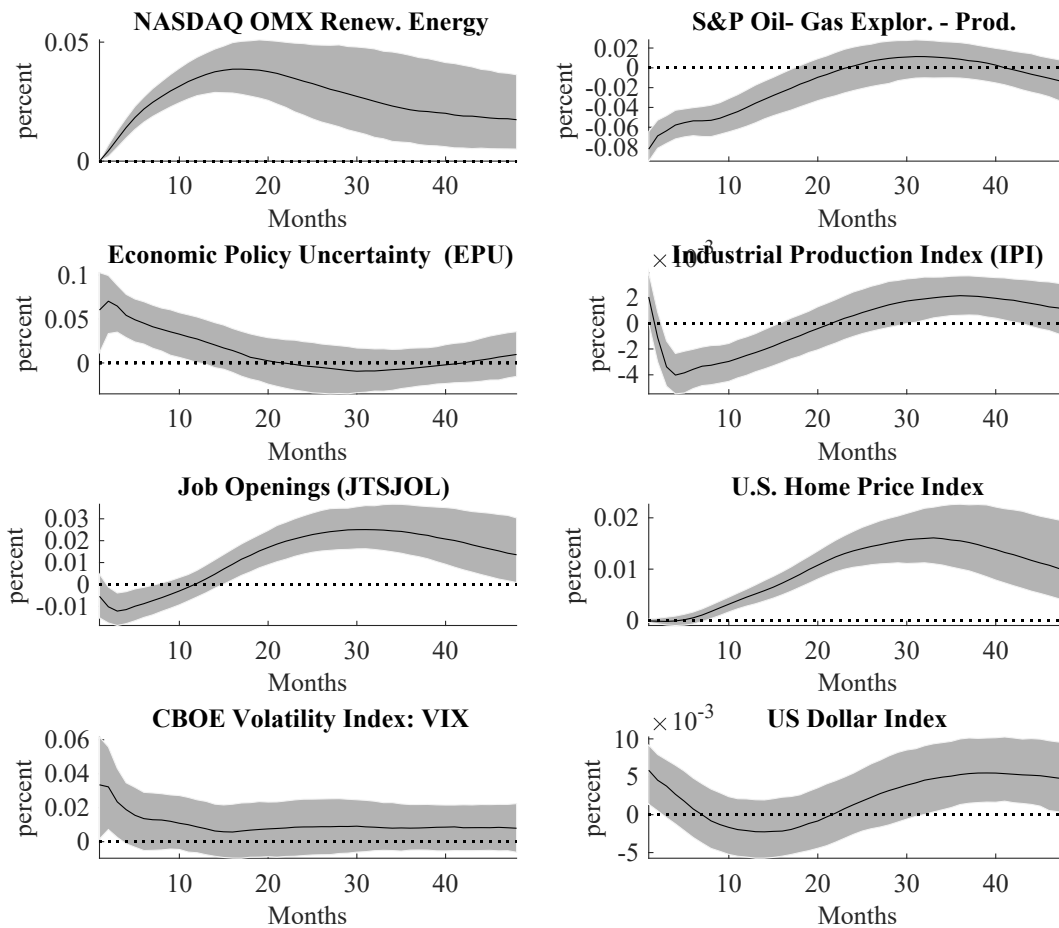 NASDAQ OMX Renew. Energy
0.05
0
percent
10 20 30 40
Months
S&P Oil- Gas Explor. - Prod.
0.02
0
-0.02
-0.04
-0.06
-0.08
percent
10 20 30 40
Months
Economic Policy Uncertainty (EPU)
0.1
0.05
0
percent
10 20 30 40
Months
×10⁻³
Industrial Production Index (IPI)
2
0
-2
-4
percent
10 20 30 40
Months
Job Openings (JTSJOL)
0.03
0.02
0.01
0
-0.01
percent
10 20 30 40
Months
U.S. Home Price Index
0.02
0.01
0
percent
10 20 30 40
Months
CBOE Volatility Index: VIX
0.06
0.04
0.02
0
percent
10 20 30 40
Months
×10⁻³
US Dollar Index
10
5
0
-5
percent
10 20 30 40
Months